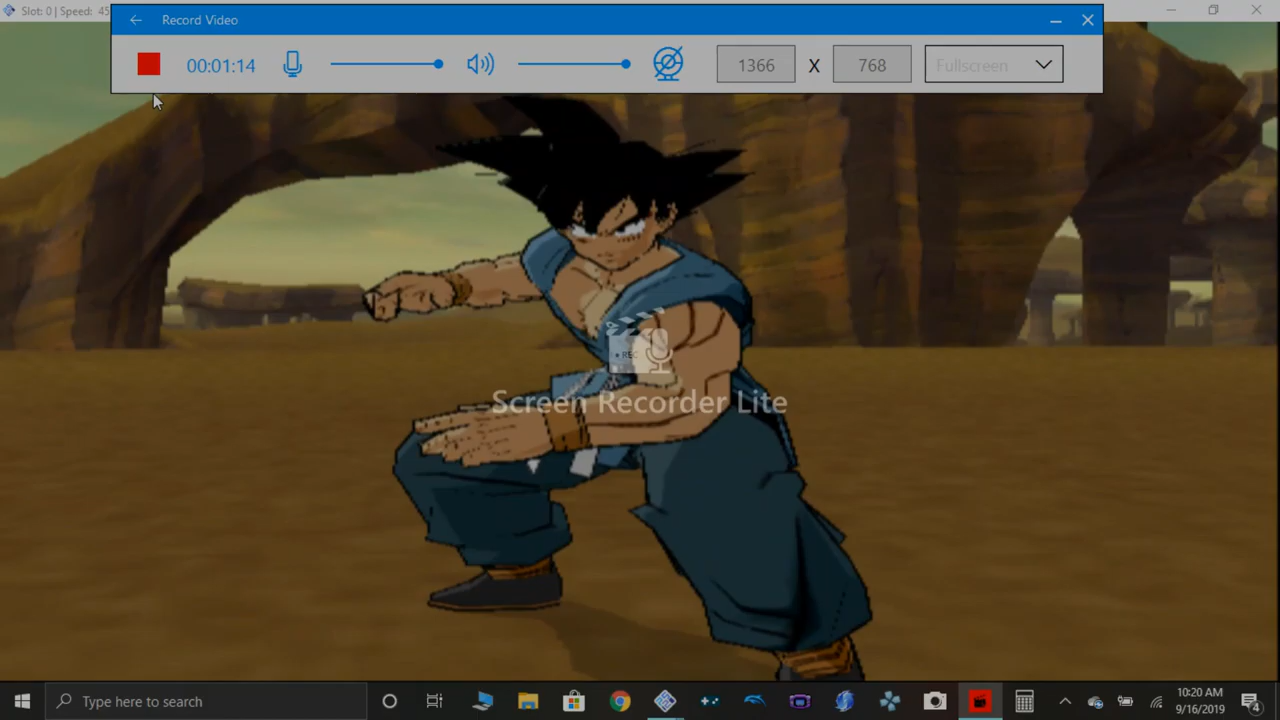 Slot: 0 | Speed: 45
Record Video
00:01:14
1366 X 768 Fullscreen
REC
Screen Recorder Lite
Type here to search
10:20 AM
9/16/2019
4